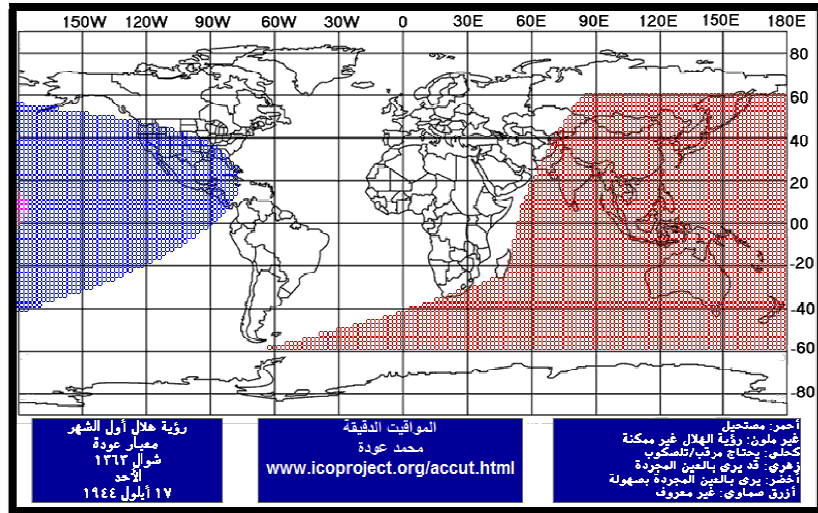 150W 120W 90W 60W 30W 0 30E 60E 90E 120E 150E 180E
80
60
40
20
00
-20
-40
-60
-80
رؤية هلال أول الشهر
معيار عودة
شوال ١٣٦٣
الأحد
١٧ أيلول ١٩٤٤
المواقيت الدقيقة
محمد عودة
www.icoproject.org/accut.html
أحمر: مستحيل
غير ملون: رؤية الهلال غير ممكنة
كحلي: يحتاج مرقب/تلسكوب
زهري: قد يرى بالعين المجردة
أخضر: يرى بالعين المجردة بسهولة
أزرق سماوي: غير معروف